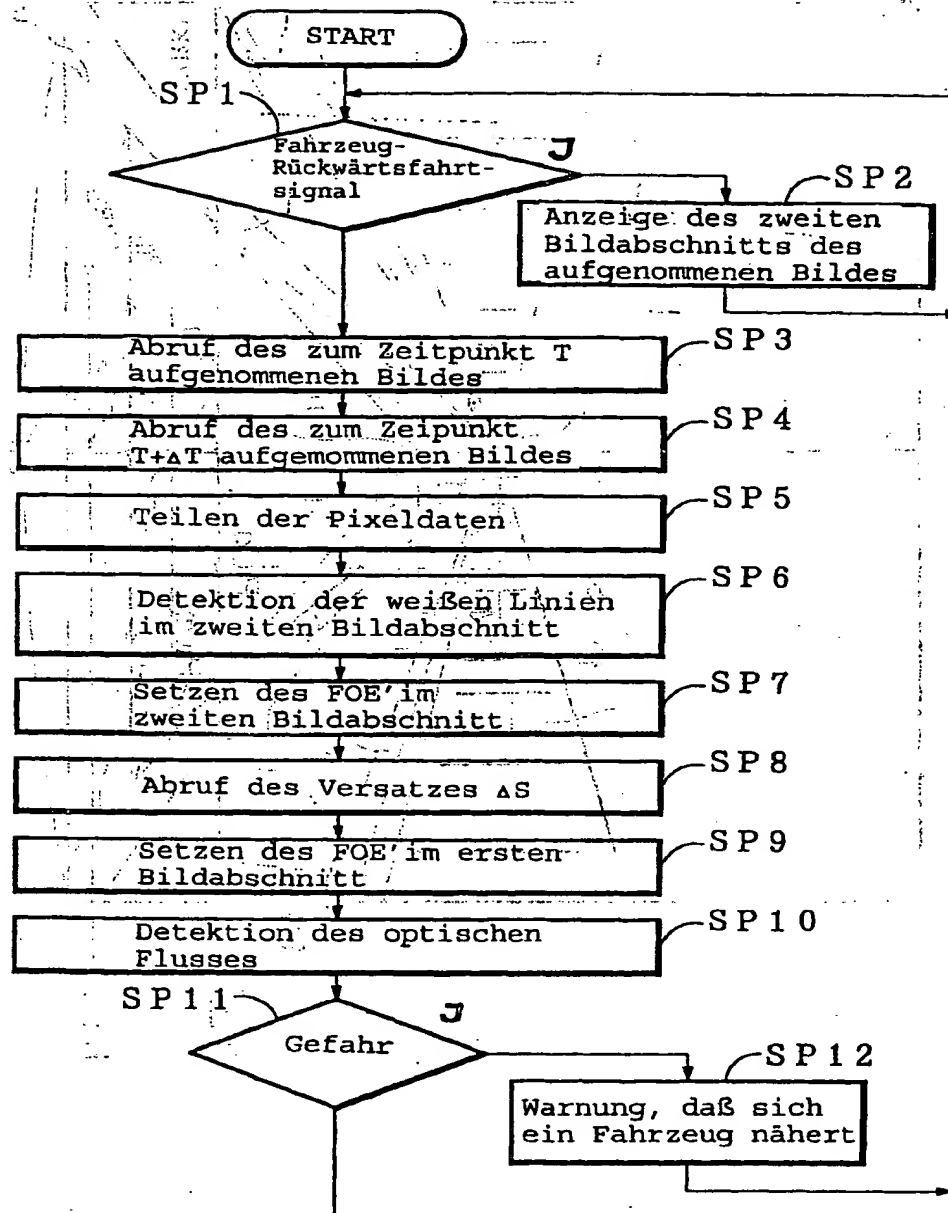 START
SP1
Fahrzeug-
Rückwärtsfahrt-
signal
J
SP2
Anzeige des zweiten
Bildabschnitts des
aufgenommenen Bildes
SP3
Abruf des zum Zeitpunkt T
aufgenommenen Bildes
SP4
Abruf des zum Zeipunkt
T+ΔT aufgemommenen Bildes
SP5
Teilen der Pixeldaten
SP6
Detektion der weißen Linien
im zweiten Bildabschnitt
SP7
Setzen des FOE'im
zweiten Bildabschnitt
SP8
Abruf des Versatzes ΔS
SP9
Setzen des FOE'im ersten
Bildabschnitt
SP10
Detektion des optischen
Flusses
SP11
Gefahr
J
SP12
Warnung, daß sich
ein Fahrzeug nähert